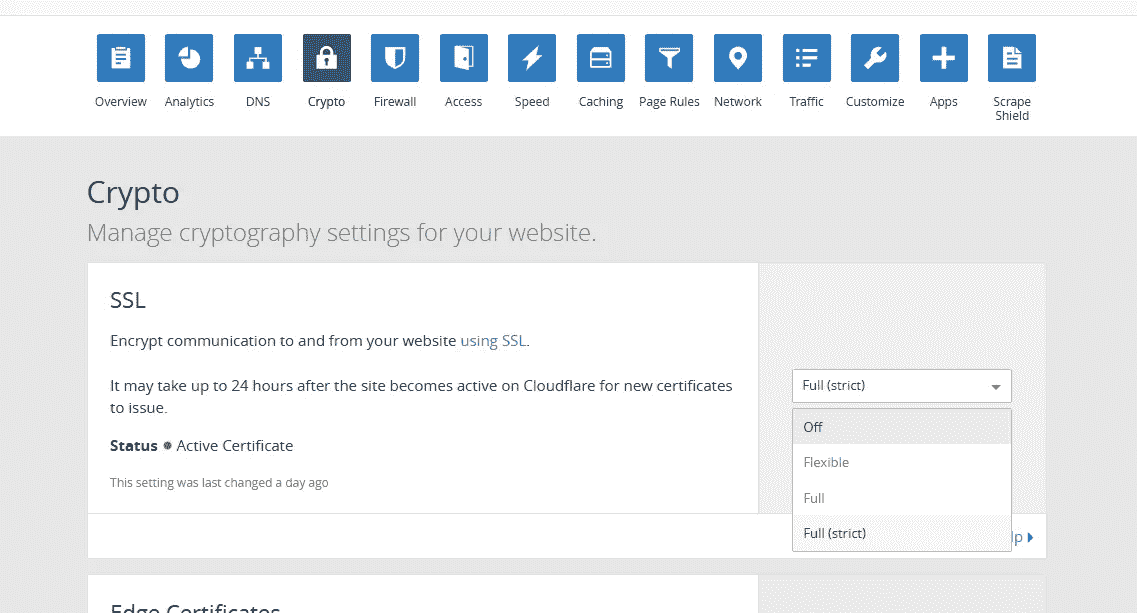 Overview
Analytics
DNS
Crypto
Firewall
Access
Speed
Caching
Page Rules
Network
Traffic
Customize
Apps
Scrape
Shield
Crypto
Manage cryptography settings for your website.
SSL
Encrypt communication to and from your website using SSL.
It may take up to 24 hours after the site becomes active on Cloudflare for new certificates
to issue.
Status Active Certificate
This setting was last changed a day ago
Full (strict)
Off
Flexible
Full
Full (strict)
lp
Edge Certificates